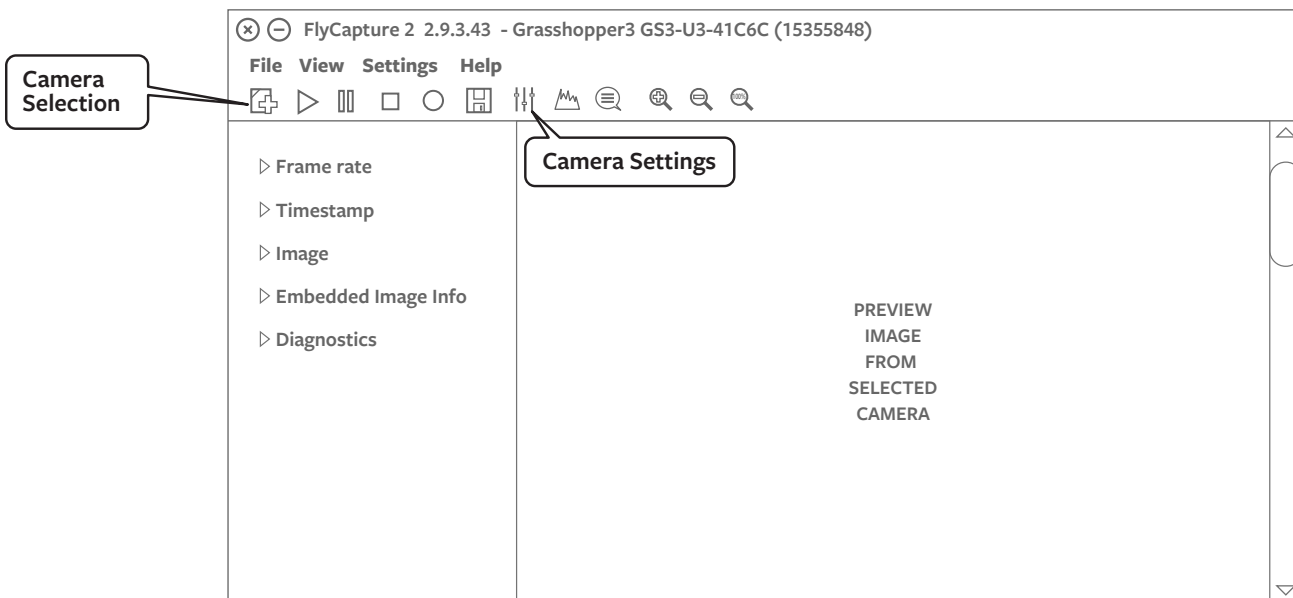 FlyCapture 2 2.9.3.43 - Grasshopper3 GS3-U3-41C6C (15355848)
File View Settings Help
Camera
Selection
100%
Camera Settings
Frame rate
Timestamp
Image
Embedded Image Info
Diagnostics
PREVIEW
IMAGE
FROM
SELECTED
CAMERA